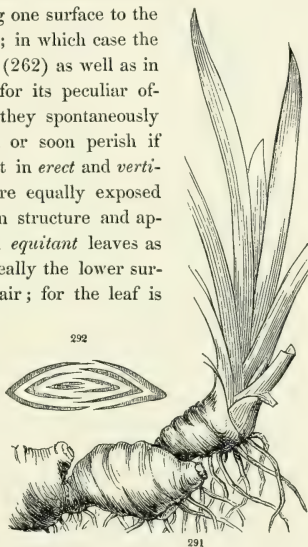 g one surface to the
; in which case the
(262) as well as in
for its peculiar of-
they spontaneously
or soon perish if
t in erect and verti-
re equally exposed
n structure and ap-
equitant leaves as
eally the lower sur-
air; for the leaf is
292
291